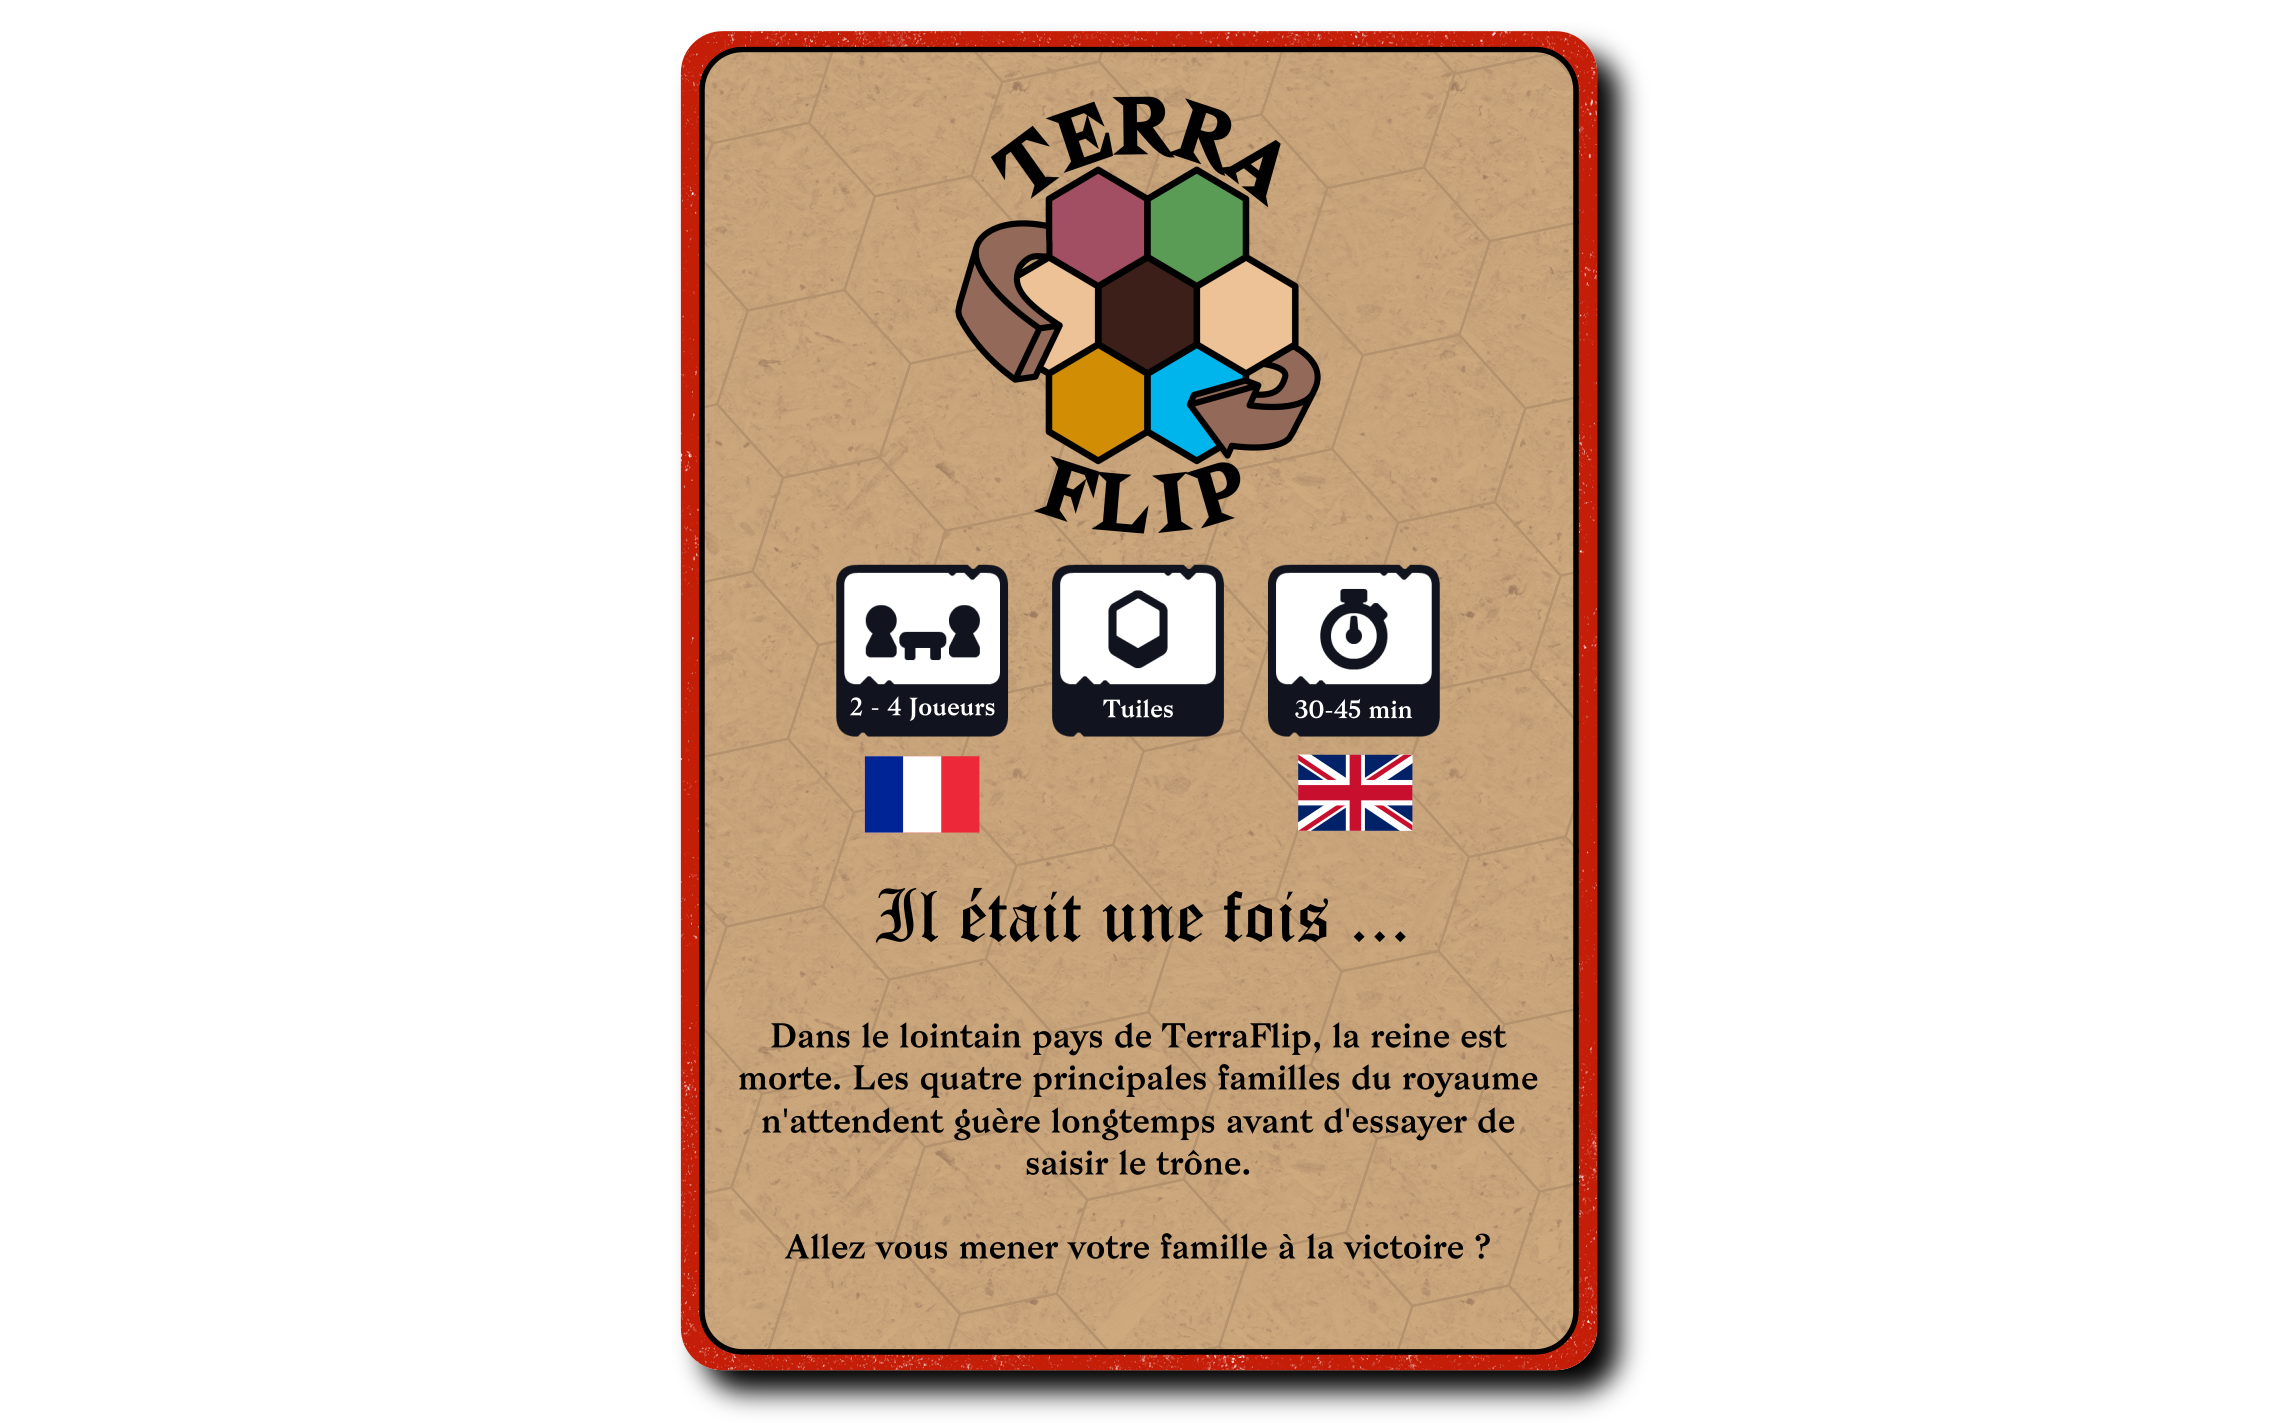 TERRA
FLIP
2 - 4 Joueurs
Tuiles
30-45 min
Il était une fois ...
Dans le lointain pays de TerraFlip, la reine est
morte. Les quatre principales familles du royaume
n'attendent guère longtemps avant d'essayer de
saisir le trône.
Allez vous mener votre famille à la victoire ?